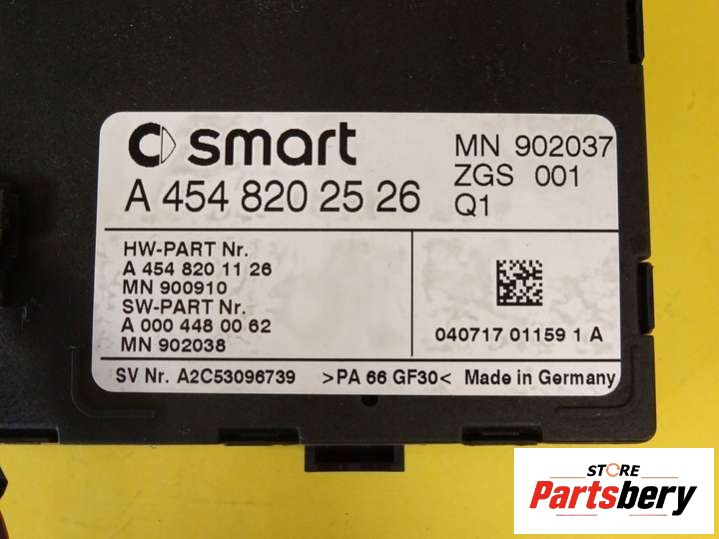 smart
A 454 820 25 26
MN 902037
ZGS 001
Q1
HW-PART Nr.
A 454 820 11 26
MN 900910
SW-PART Nr.
A 000 448 00 62
MN 902038
040717 01159 1 A
SV Nr. A2C53096739 >PA 66 GF30< Made in Germany
STORE
Partsbery